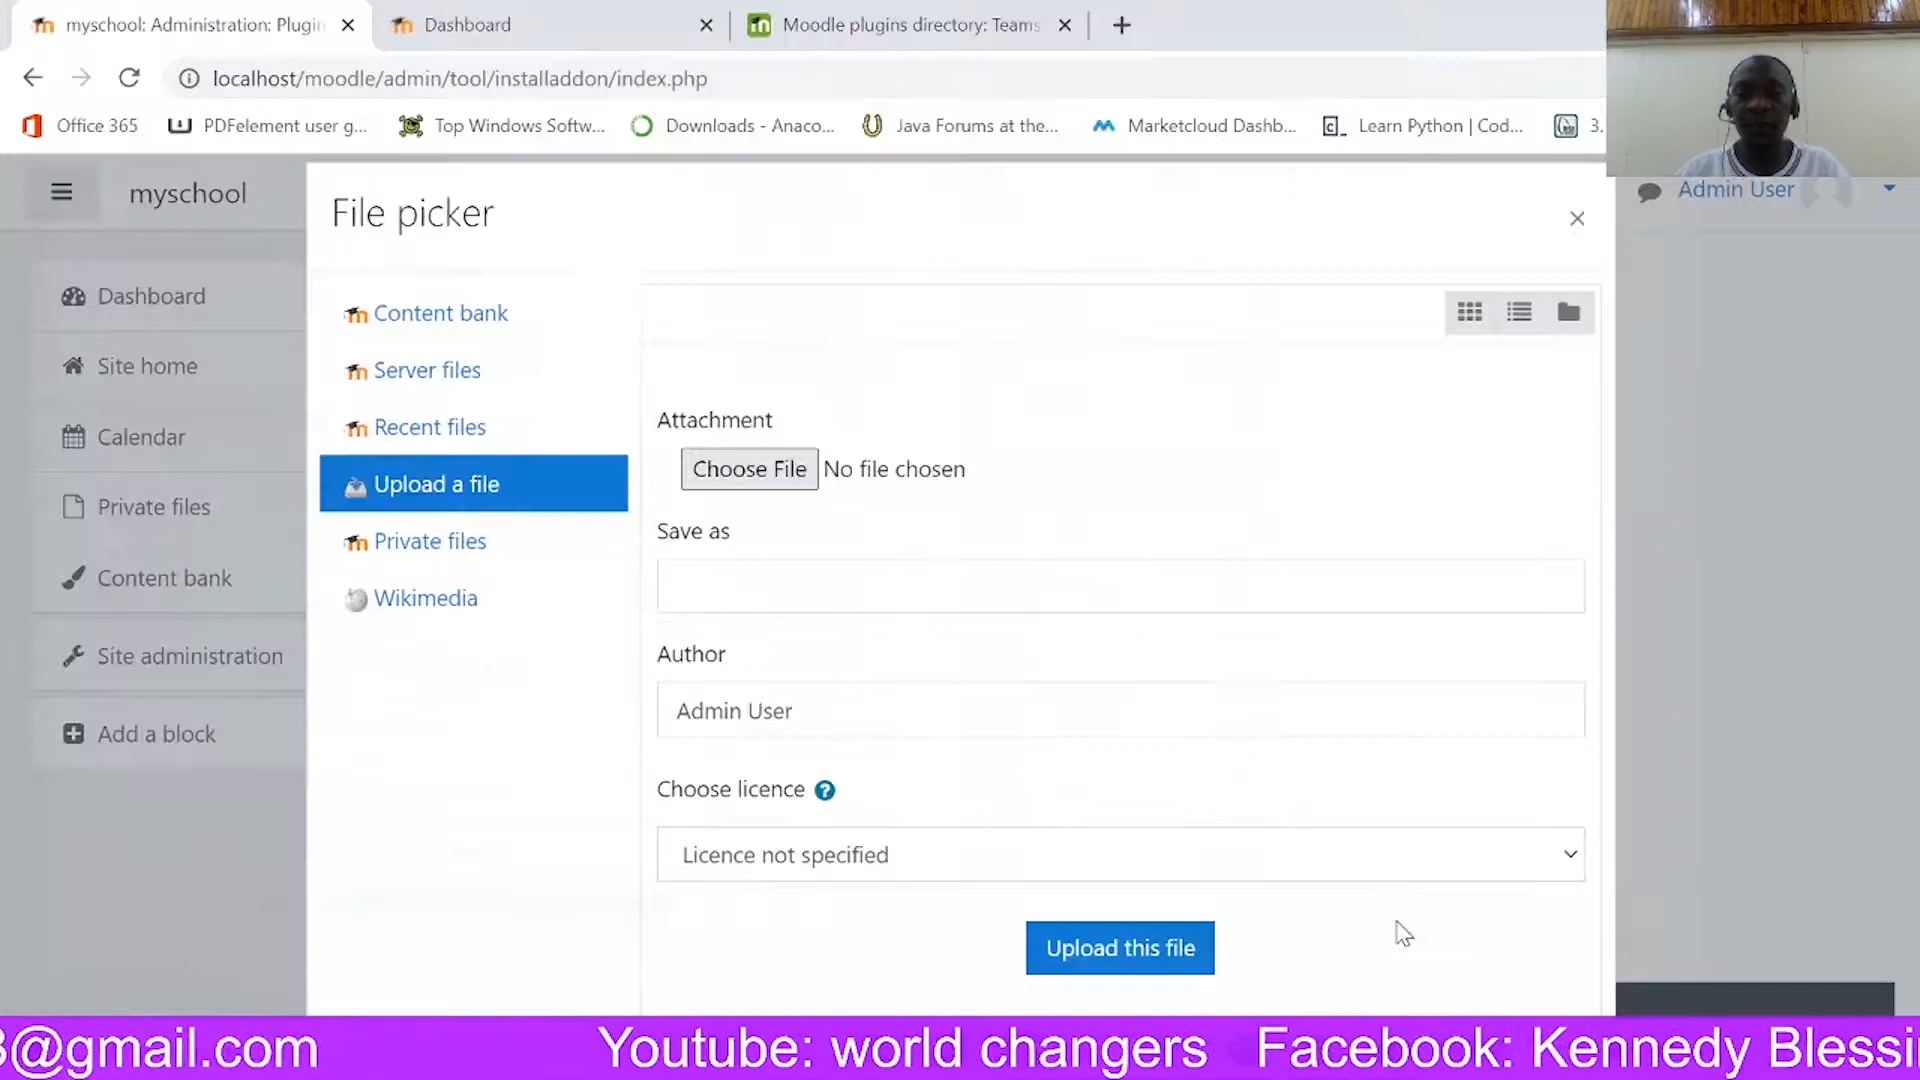 myschool: Administration: Plugin
Dashboard
Moodle plugins directory: Teams
localhost/moodle/admin/tool/installaddon/index.php
Office 365
PDFelement user g...
Top Windows Softw...
Downloads - Anaco...
Java Forums at the...
Marketcloud Dashb...
Learn Python | Cod...
3.
myschool
Admin User
File picker
Dashboard
Site home
Calendar
Private files
Content bank
Site administration
Add a block
Content bank
Server files
Recent files
Upload a file
Private files
Wikimedia
Attachment
Choose File No file chosen
Save as
Author
Admin User
Choose licence
Licence not specified
Upload this file
3@gmail.com Youtube: world changers Facebook: Kennedy Blessi